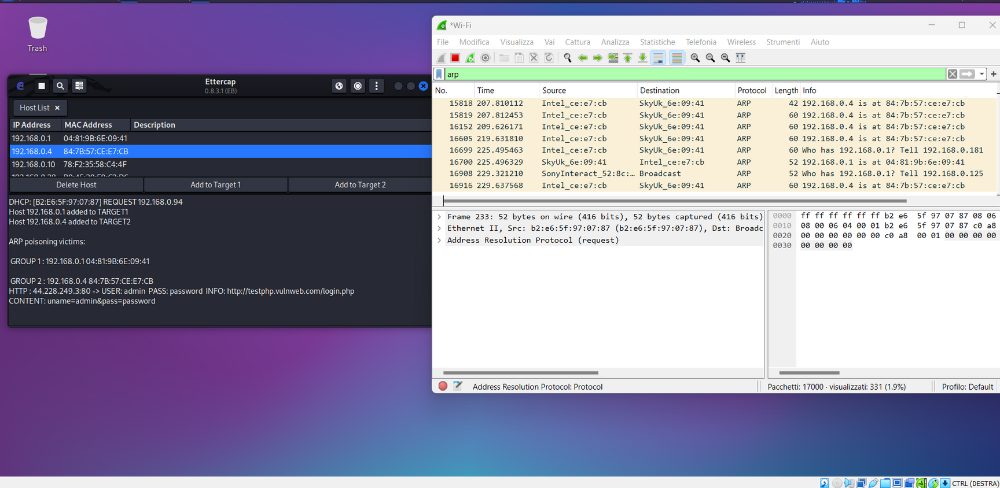 Trash
Ettercap
0.8.3.1 (EB)
Host List ×
IP Address MAC Address Description
192.168.0.1 04:81:9B:6E:09:41
192.168.0.4 84:7B:57:CE:E7:CB
192.168.0.10 78:F2:35:58:C4:4F
Delete Host Add to Target 1 Add to Target 2
DHCP: [B2:E6:5F:97:07:87] REQUEST 192.168.0.94
Host 192.168.0.1 added to TARGET1
Host 192.168.0.4 added to TARGET2
ARP poisoning victims:
GROUP 1 : 192.168.0.1 04:81:9B:6E:09:41
GROUP 2 : 192.168.0.4 84:7B:57:CE:E7:CB
HTTP : 44.228.249.3:80 -> USER: admin PASS: password INFO: http://testphp.vulnweb.com/login.php
CONTENT: uname=admin&pass=password
*Wi-Fi
File Modifica Visualizza Vai Cattura Analizza Statistiche Telefonia Wireless Strumenti Aiuto
arp
No. Time Source Destination Protocol Length Info
15818 207.810112 Intel_ce:e7:cb SkyUk_6e:09:41 ARP 42 192.168.0.4 is at 84:7b:57:ce:e7:cb
15819 207.812453 Intel_ce:e7:cb SkyUk_6e:09:41 ARP 60 192.168.0.4 is at 84:7b:57:ce:e7:cb
16152 209.626171 Intel_ce:e7:cb SkyUk_6e:09:41 ARP 60 192.168.0.4 is at 84:7b:57:ce:e7:cb
16605 219.631810 Intel_ce:e7:cb SkyUk_6e:09:41 ARP 60 192.168.0.4 is at 84:7b:57:ce:e7:cb
16699 225.495463 Intel_ce:e7:cb SkyUk_6e:09:41 ARP 60 Who has 192.168.0.1? Tell 192.168.0.181
16700 225.496329 SkyUk_6e:09:41 Intel_ce:e7:cb ARP 52 192.168.0.1 is at 04:81:9b:6e:09:41
16908 229.321210 SonyInteract_52:8c:… Broadcast ARP 52 Who has 192.168.0.1? Tell 192.168.0.125
16916 229.637568 Intel_ce:e7:cb SkyUk_6e:09:41 ARP 60 192.168.0.4 is at 84:7b:57:ce:e7:cb
Frame 233: 52 bytes on wire (416 bits), 52 bytes captured (416 bits)
Ethernet II, Src: b2:e6:5f:97:07:87 (b2:e6:5f:97:07:87), Dst: Broadc
Address Resolution Protocol (request)
0000 ff ff ff ff ff ff b2 e6 5f 97 07 87 08 06
0010 08 00 06 04 00 01 b2 e6 5f 97 07 87 c0 a8
0020 00 00 00 00 00 00 c0 a8 00 01 00 00 00 00
0030 00 00 00 00
Address Resolution Protocol: Protocol
Pacchetti: 17000 · visualizzati: 331 (1.9%)
Profilo: Default
CTRL (DESTRA)